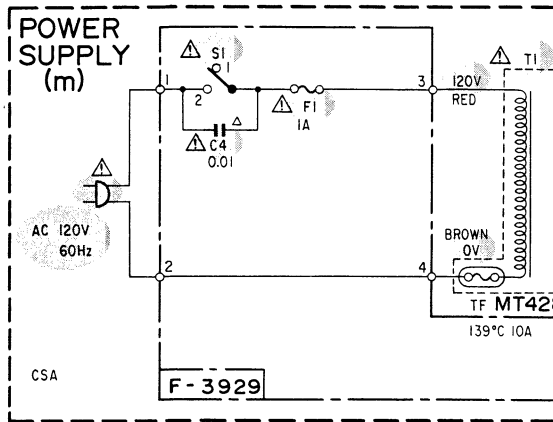 POWER
SUPPLY
(m)
S1
1
1
2
F1
1A
C4
0.01
3
120V
RED
T1
AC 120V
60Hz
BROWN
0V
2
4
TF MT428
139°C 10A
CSA
F-3929